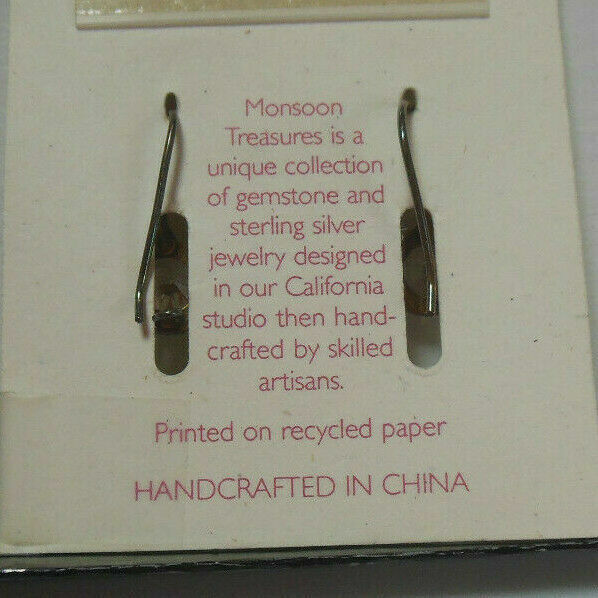 Monsoon
Treasures is a
unique collection
of gemstone and
sterling silver
jewelry designed
in our California
studio then hand-
crafted by skilled
artisans.
Printed on recycled paper
HANDCRAFTED IN CHINA